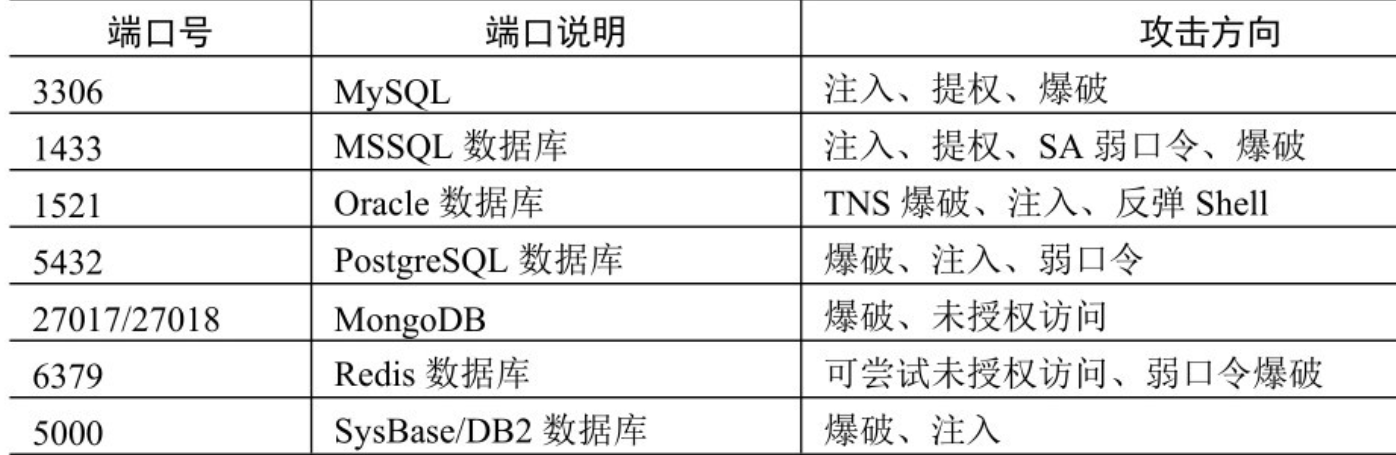 端口号 端口说明 攻击方向
3306 MySQL 注入、提权、爆破
1433 MSSQL 数据库 注入、提权、SA 弱口令、爆破
1521 Oracle 数据库 TNS 爆破、注入、反弹 Shell
5432 PostgreSQL 数据库 爆破、注入、弱口令
27017/27018 MongoDB 爆破、未授权访问
6379 Redis 数据库 可尝试未授权访问、弱口令爆破
5000 SysBase/DB2 数据库 爆破、注入